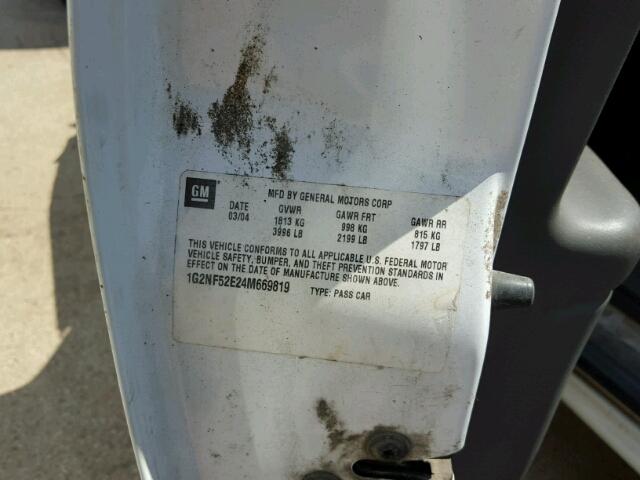 GM
MFD BY GENERAL MOTORS CORP
DATE GVWR GAWR FRT GAWR RR
03/04 1813 KG 998 KG 815 KG
3996 LB 2199 LB 1797 LB
THIS VEHICLE CONFORMS TO ALL APPLICABLE U.S. FEDERAL MOTOR
VEHICLE SAFETY, BUMPER, AND THEFT PREVENTION STANDARDS IN
EFFECT ON THE DATE OF MANUFACTURE SHOWN ABOVE.
1G2NF52E24M669819 TYPE: PASS CAR